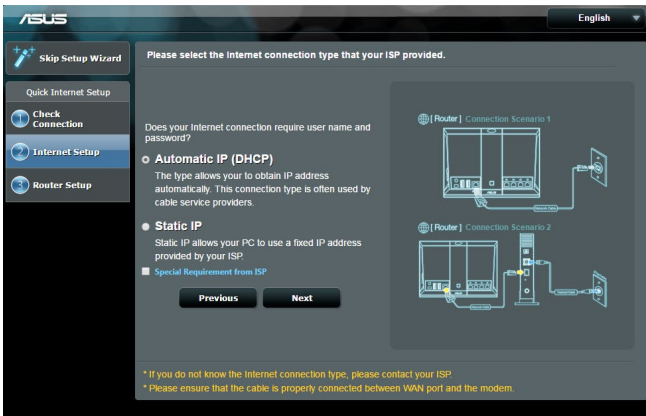 ASUS
English
Skip Setup Wizard
Please select the Internet connection type that your ISP provided.
Quick Internet Setup
1 Check
Connection
2 Internet Setup
3 Router Setup
Does your Internet connection require user name and
password?
Automatic IP (DHCP)
The type allows your to obtain IP address
automatically. This connection type is often used by
cable service providers.
Static IP
Static IP allows your PC to use a fixed IP address
provided by your ISP.
Special Requirement from ISP
Previous
Next
[ Router ] Connection Scenario 1
Network Cable
[ Router ] Connection Scenario 2
* If you do not know the Internet connection type, please contact your ISP.
* Please ensure that the cable is properly connected between WAN port and the modem.